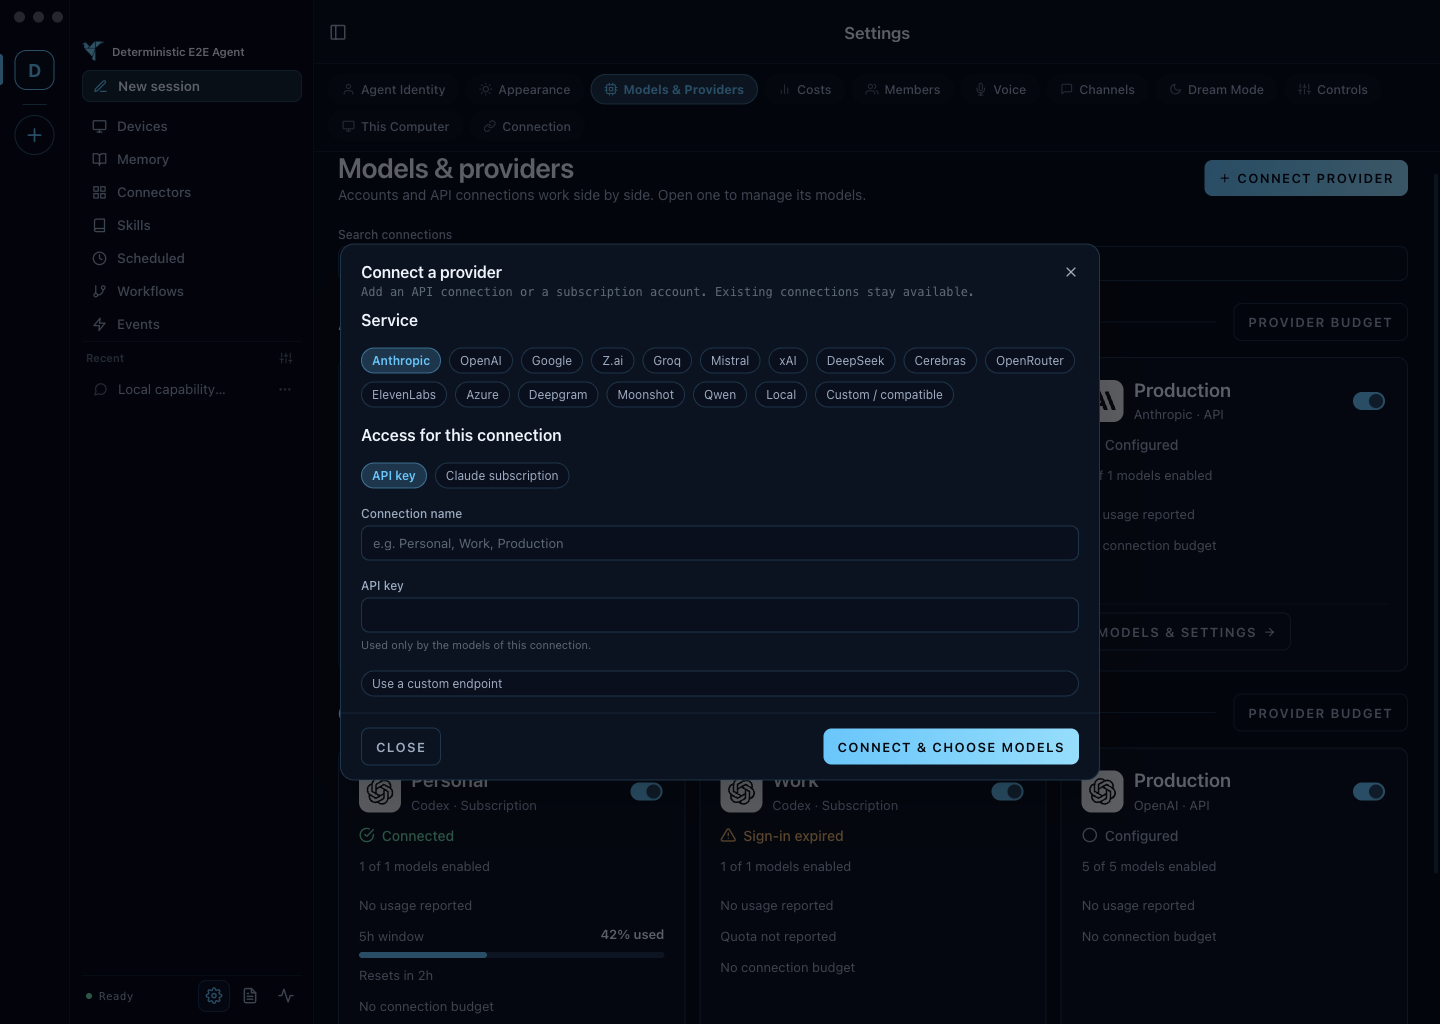 Settings
D
Deterministic E2E Agent
New session
Devices
Memory
Connectors
Skills
Scheduled
Workflows
Events
Recent
Local capability...
Ready
Agent Identity
Appearance
Models & Providers
Costs
Members
Voice
Channels
Dream Mode
Controls
This Computer
Connection
Models & providers
Accounts and API connections work side by side. Open one to manage its models.
+ CONNECT PROVIDER
Search connections
PROVIDER BUDGET
Production
Anthropic · API
Configured
f 1 models enabled
usage reported
connection budget
MODELS & SETTINGS →
PROVIDER BUDGET
Connect a provider
Add an API connection or a subscription account. Existing connections stay available.
Service
Anthropic
OpenAI
Google
Z.ai
Groq
Mistral
xAI
DeepSeek
Cerebras
OpenRouter
ElevenLabs
Azure
Deepgram
Moonshot
Qwen
Local
Custom / compatible
Access for this connection
API key
Claude subscription
Connection name
e.g. Personal, Work, Production
API key
Used only by the models of this connection.
Use a custom endpoint
CLOSE
CONNECT & CHOOSE MODELS
Personal
Codex · Subscription
Connected
1 of 1 models enabled
No usage reported
5h window
42% used
Resets in 2h
No connection budget
Work
Codex · Subscription
Sign-in expired
1 of 1 models enabled
No usage reported
Quota not reported
No connection budget
Production
OpenAI · API
Configured
5 of 5 models enabled
No usage reported
No connection budget